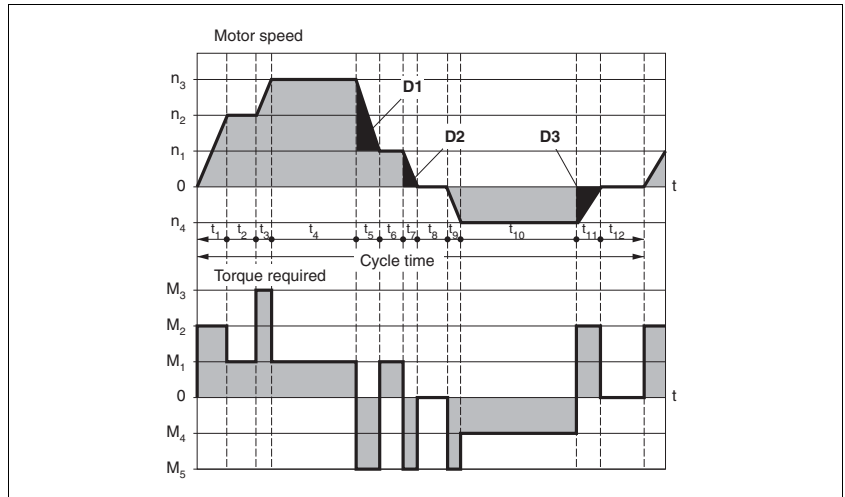 Motor speed
n3
D1
n2
n1
D2
D3
0
t
n4
t1 t2 t3 t4 t5 t6 t7 t8 t9 t10 t11 t12
Cycle time
Torque required
M3
M2
M1
0
t
M4
M5